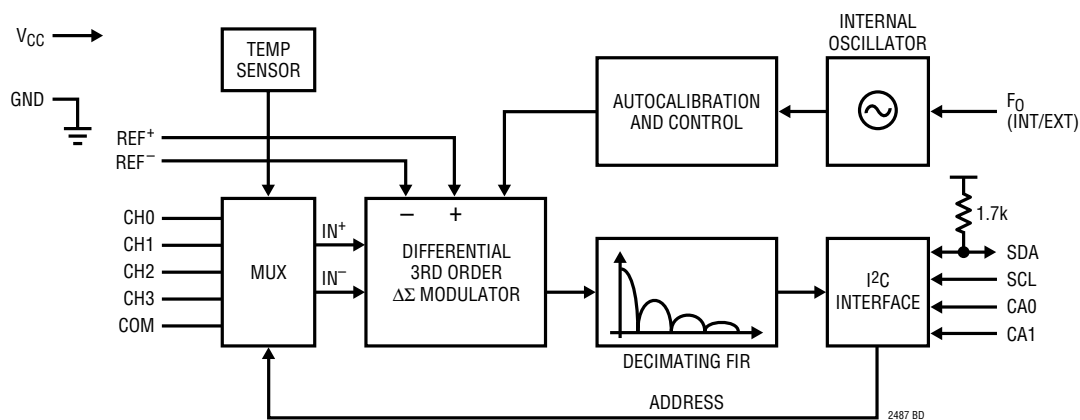 V_CC
GND
TEMP
SENSOR
INTERNAL
OSCILLATOR
AUTOCALIBRATION
AND CONTROL
F_O
(INT/EXT)
REF⁺
REF⁻
1.7k
CH0
CH1
CH2
CH3
COM
MUX
IN⁺
IN⁻
– +
DIFFERENTIAL
3RD ORDER
ΔΣ MODULATOR
DECIMATING FIR
I²C
INTERFACE
SDA
SCL
CA0
CA1
ADDRESS
2487 BD